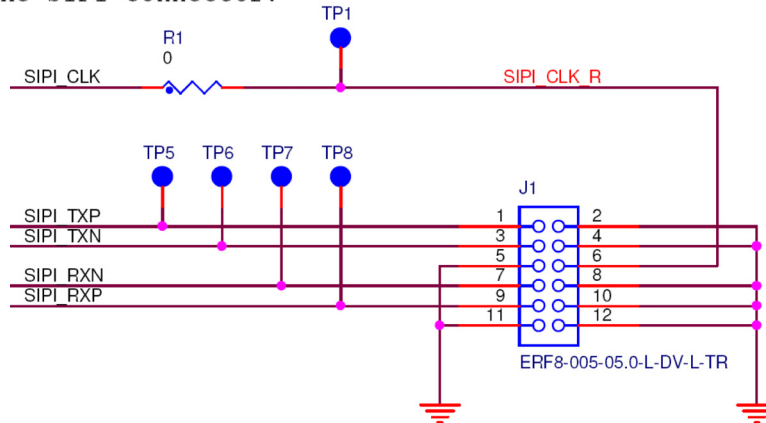 TP1
R1
0
SIPI_CLK
SIPI_CLK_R
TP5 TP6 TP7 TP8
J1
SIPI_TXP 1 2
SIPI_TXN 3 4
5 6
SIPI_RXN 7 8
SIPI_RXP 9 10
11 12
ERF8-005-05.0-L-DV-L-TR